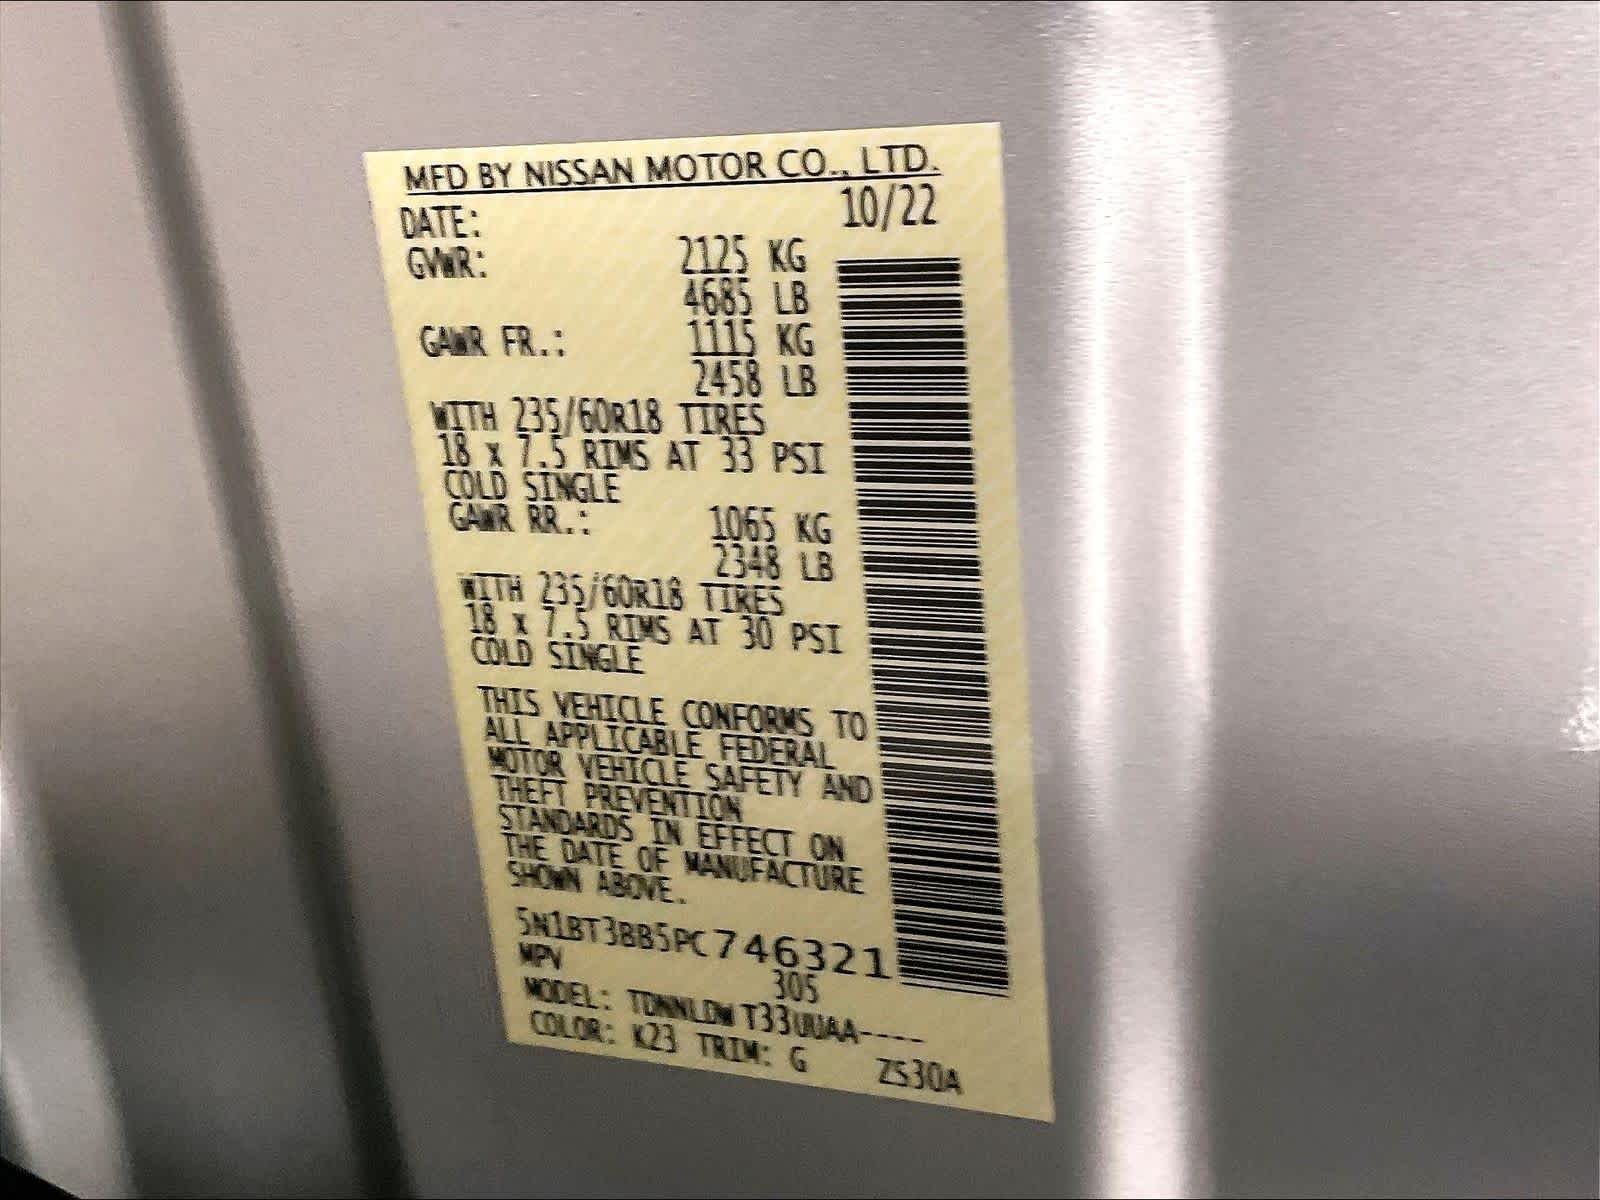 MFD BY NISSAN MOTOR CO., LTD.
DATE: 10/22
GVWR: 2125 KG
4685 LB
GAWR FR.: 1115 KG
2458 LB
WITH 235/60R18 TIRES
18 x 7.5 RIMS AT 33 PSI
COLD SINGLE
GAWR RR.: 1065 KG
2348 LB
WITH 235/60R18 TIRES
18 x 7.5 RIMS AT 30 PSI
COLD SINGLE
THIS VEHICLE CONFORMS TO
ALL APPLICABLE FEDERAL
MOTOR VEHICLE SAFETY AND
THEFT PREVENTION
STANDARDS IN EFFECT ON
THE DATE OF MANUFACTURE
SHOWN ABOVE.
5N1BT3BB5PC746321
MPV 305
MODEL: TDNNLDW T33UUAA----
COLOR: K23 TRIM: G ZS30A